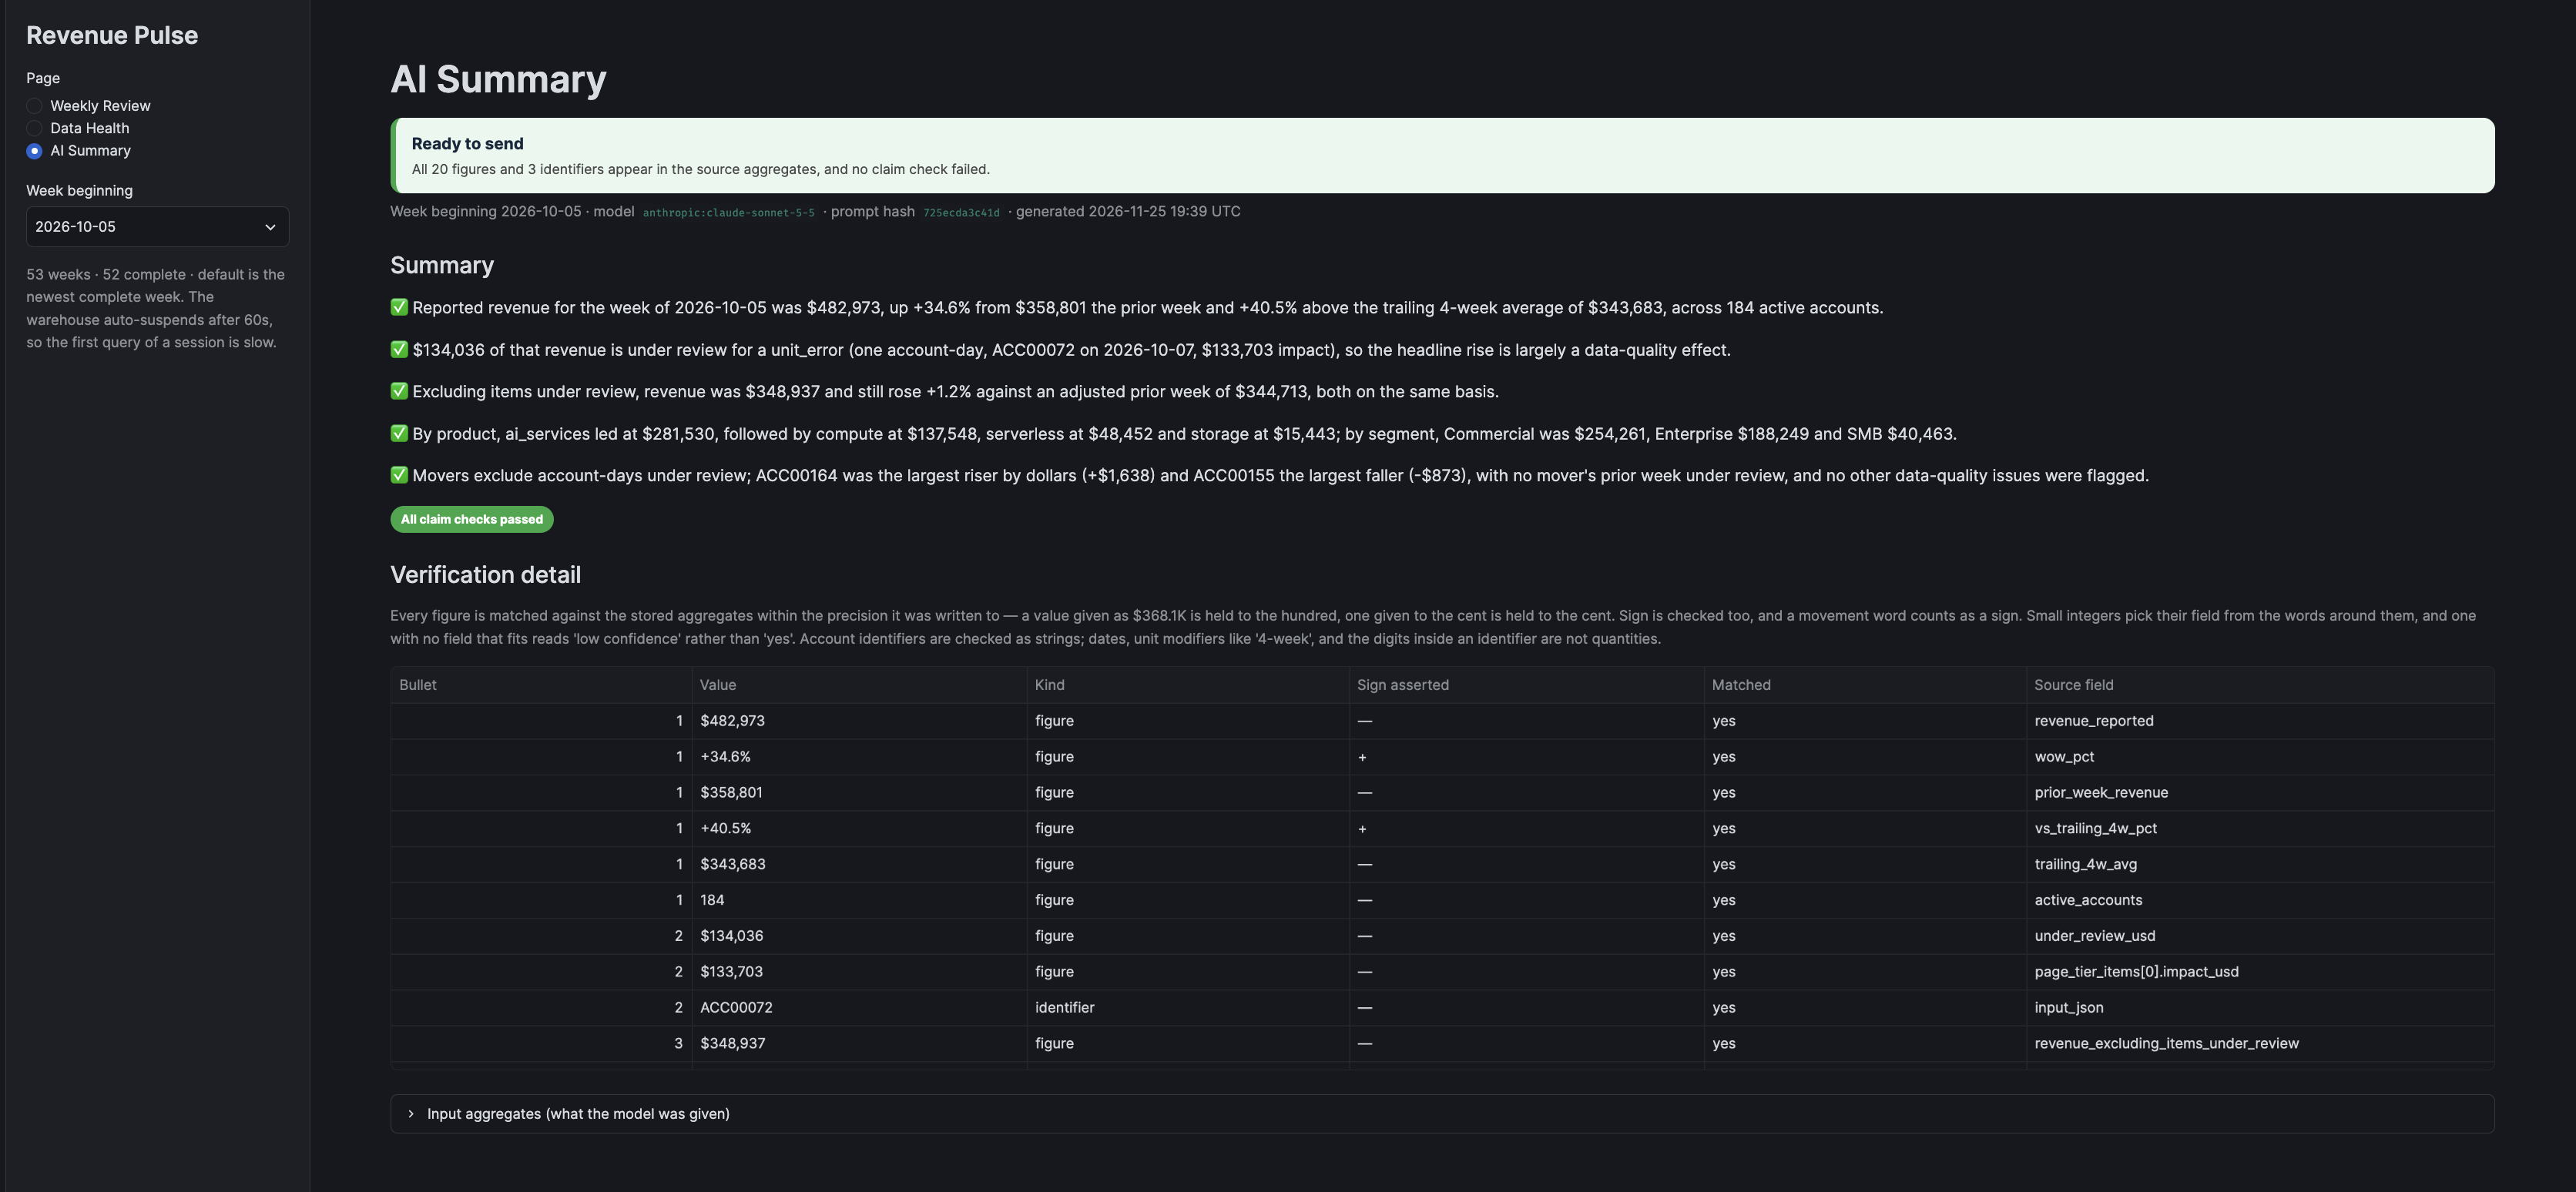 Revenue Pulse
Page
Weekly Review
Data Health
AI Summary
Week beginning
2026-10-05
53 weeks · 52 complete · default is the
newest complete week. The
warehouse auto-suspends after 60s,
so the first query of a session is slow.
AI Summary
Ready to send
All 20 figures and 3 identifiers appear in the source aggregates, and no claim check failed.
Week beginning 2026-10-05 · model anthropic:claude-sonnet-5-5 · prompt hash 725ecda3c41d · generated 2026-11-25 19:39 UTC
Summary
✅ Reported revenue for the week of 2026-10-05 was $482,973, up +34.6% from $358,801 the prior week and +40.5% above the trailing 4-week average of $343,683, across 184 active accounts.
✅ $134,036 of that revenue is under review for a unit_error (one account-day, ACC00072 on 2026-10-07, $133,703 impact), so the headline rise is largely a data-quality effect.
✅ Excluding items under review, revenue was $348,937 and still rose +1.2% against an adjusted prior week of $344,713, both on the same basis.
✅ By product, ai_services led at $281,530, followed by compute at $137,548, serverless at $48,452 and storage at $15,443; by segment, Commercial was $254,261, Enterprise $188,249 and SMB $40,463.
✅ Movers exclude account-days under review; ACC00164 was the largest riser by dollars (+$1,638) and ACC00155 the largest faller (-$873), with no mover's prior week under review, and no other data-quality issues were flagged.
All claim checks passed
Verification detail
Every figure is matched against the stored aggregates within the precision it was written to — a value given as $368.1K is held to the hundred, one given to the cent is held to the cent. Sign is checked too, and a movement word counts as a sign. Small integers pick their field from the words around them, and one
with no field that fits reads 'low confidence' rather than 'yes'. Account identifiers are checked as strings; dates, unit modifiers like '4-week', and the digits inside an identifier are not quantities.
Bullet Value Kind Sign asserted Matched Source field
1 $482,973 figure — yes revenue_reported
1 +34.6% figure + yes wow_pct
1 $358,801 figure — yes prior_week_revenue
1 +40.5% figure + yes vs_trailing_4w_pct
1 $343,683 figure — yes trailing_4w_avg
1 184 figure — yes active_accounts
2 $134,036 figure — yes under_review_usd
2 $133,703 figure — yes page_tier_items[0].impact_usd
2 ACC00072 identifier — yes input_json
3 $348,937 figure — yes revenue_excluding_items_under_review
Input aggregates (what the model was given)